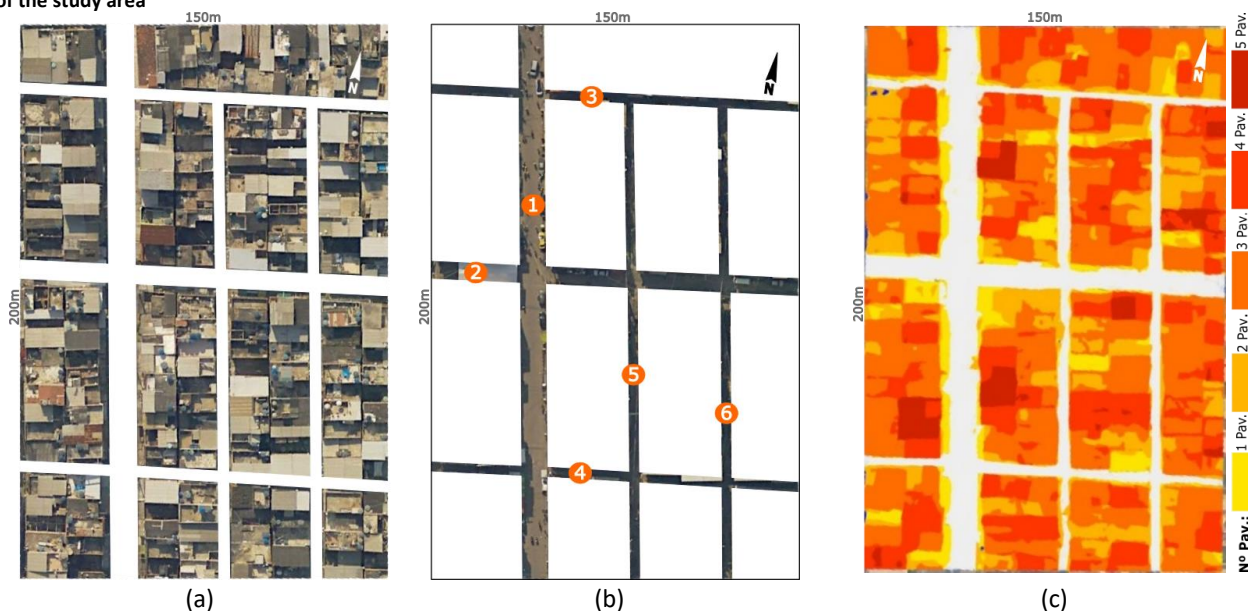 of the study area
150m
150m
150m
N
N
N
200m
200m
200m
3
1
2
5
6
4
5 Pav.
4 Pav.
3 Pav.
2 Pav.
1 Pav.
Nº Pav.:
(a)
(b)
(c)